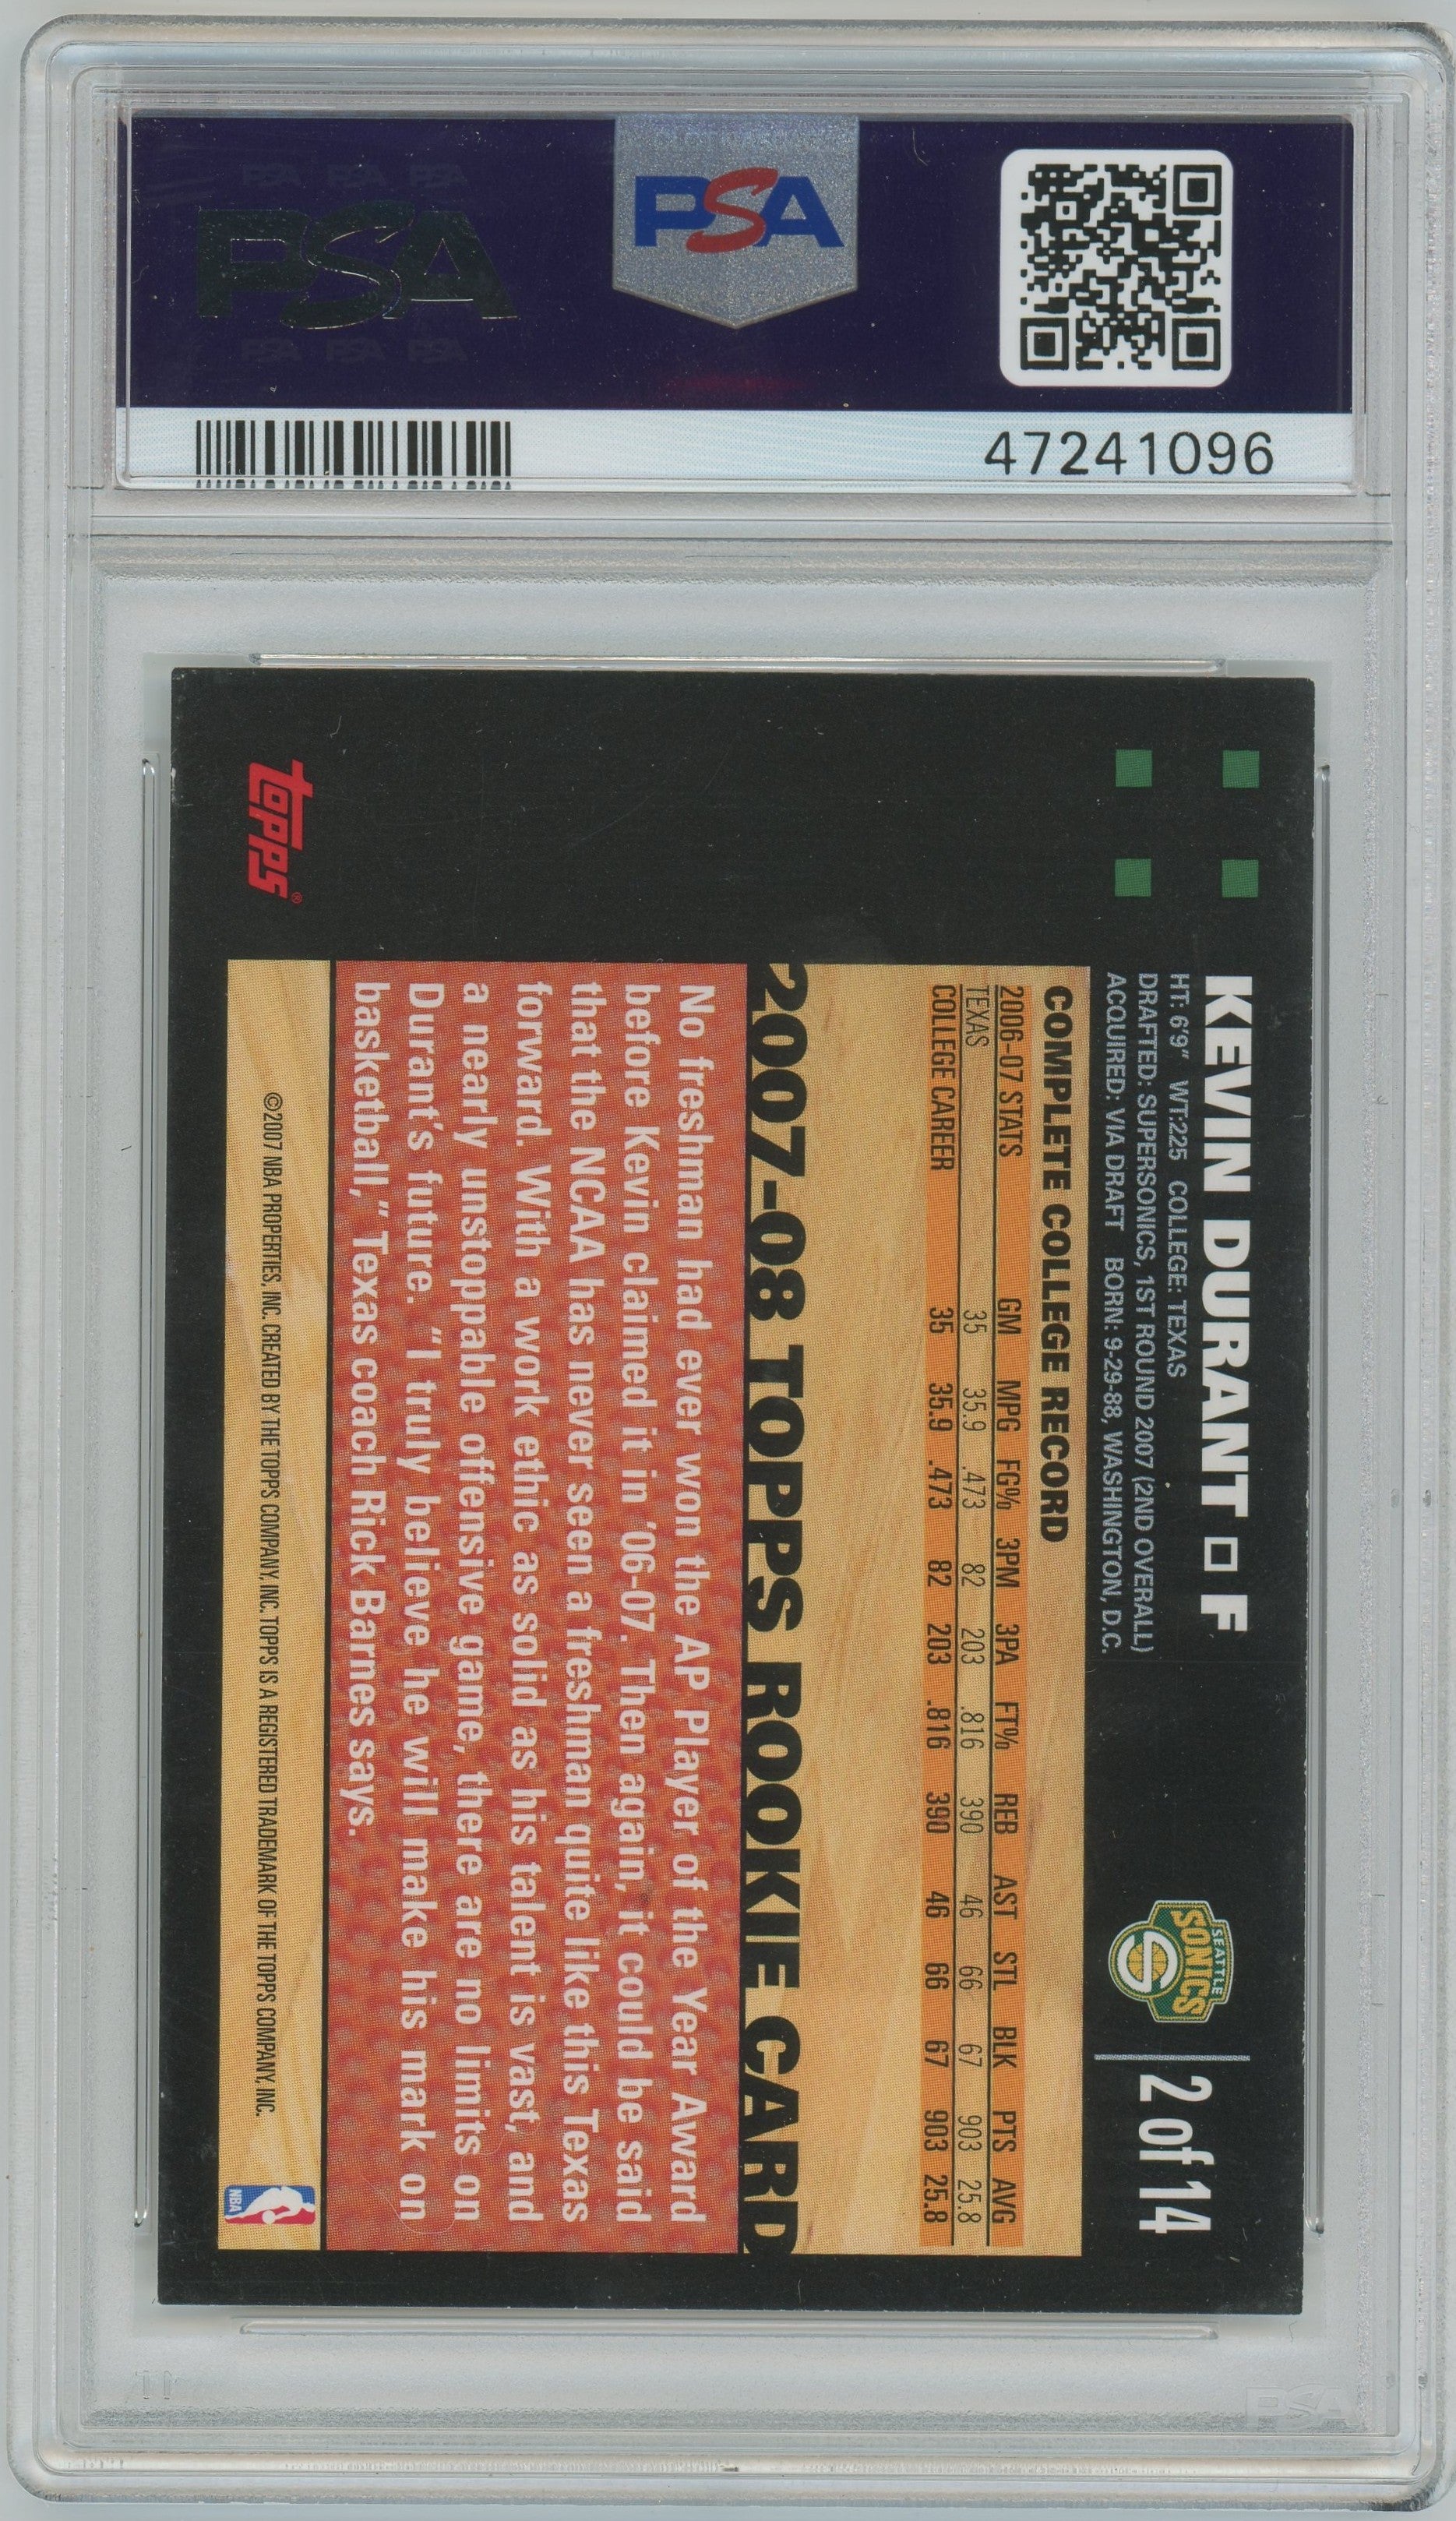 PSA PSA PSA
PSA
PSA PSA PSA
PSA
47241096
KEVIN DURANT □ F
HT: 6'9" WT:225 COLLEGE: TEXAS
DRAFTED: SUPERSONICS, 1ST ROUND 2007 (2ND OVERALL)
ACQUIRED: VIA DRAFT BORN: 9-29-88, WASHINGTON, D.C.
SEATTLE
SONICS
2 of 14
COMPLETE COLLEGE RECORD
2006-07 STATS GM MPG FG% 3PM 3PA FT% REB AST STL BLK PTS AVG
TEXAS 35 35.9 .473 82 203 .816 390 46 66 67 903 25.8
COLLEGE CAREER 35 35.9 .473 82 203 .816 390 46 66 67 903 25.8
2007-08 TOPPS ROOKIE CARD
No freshman had ever won the AP Player of the Year Award
before Kevin claimed it in '06-07. Then again, it could be said
that the NCAA has never seen a freshman quite like this Texas
forward. With a work ethic as solid as his talent is vast, and
a nearly unstoppable offensive game, there are no limits on
Durant's future. "I truly believe he will make his mark on
basketball," Texas coach Rick Barnes says.
topps®
©2007 NBA PROPERTIES, INC. CREATED BY THE TOPPS COMPANY, INC. TOPPS IS A REGISTERED TRADEMARK OF THE TOPPS COMPANY, INC.
NBA
PSA